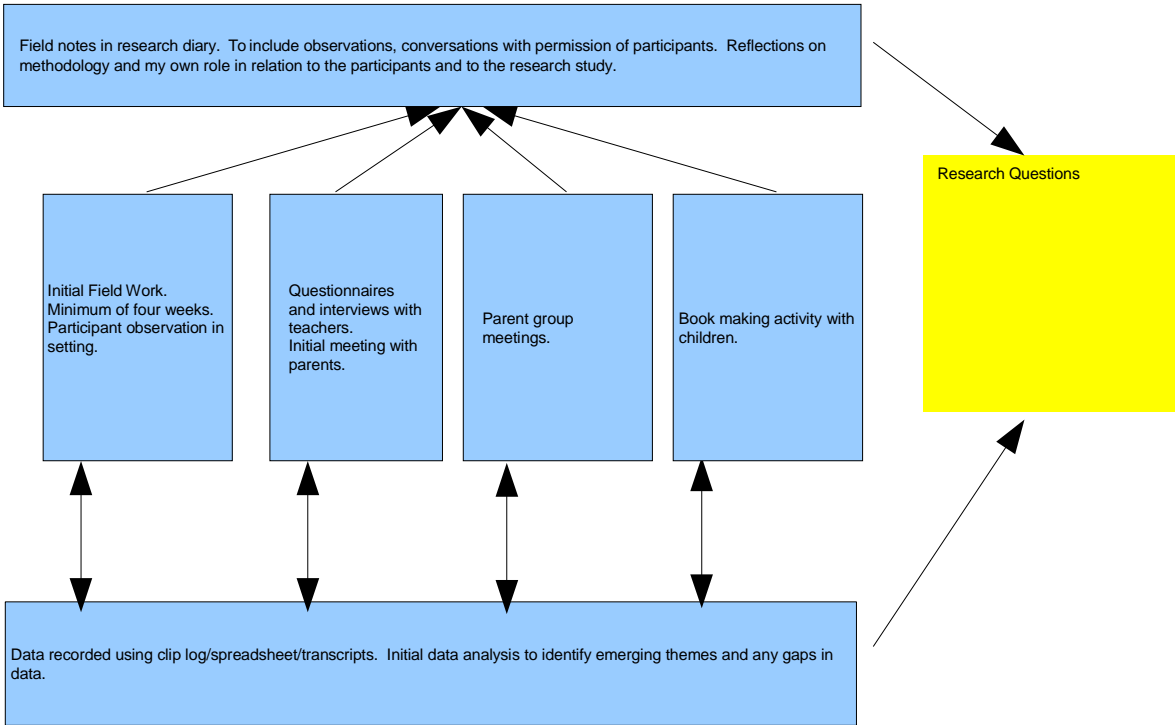 Field notes in research diary. To include observations, conversations with permission of participants. Reflections on
methodology and my own role in relation to the participants and to the research study.
Research Questions
Initial Field Work.
Minimum of four weeks.
Participant observation in
setting.
Questionnaires
and interviews with
teachers.
Initial meeting with
parents.
Parent group
meetings.
Book making activity with
children.
Data recorded using clip log/spreadsheet/transcripts. Initial data analysis to identify emerging themes and any gaps in
data.